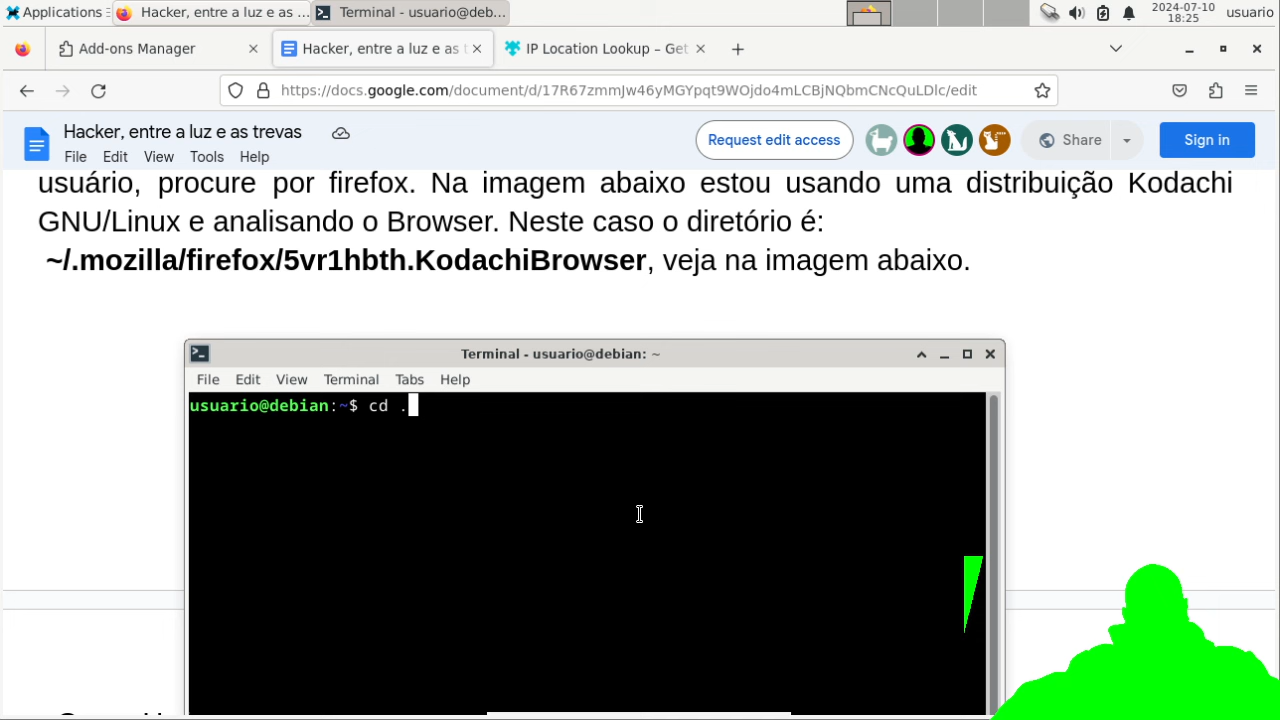 Applications
Hacker, entre a luz e as ...
Terminal - usuario@deb...
2024-07-10
18:25
usuario
Add-ons Manager
Hacker, entre a luz e as t
IP Location Lookup – Get
https://docs.google.com/document/d/17R67zmmJw46yMGYpqt9WOjdo4mLCBjNQbmCNcQuLDlc/edit
Hacker, entre a luz e as trevas
File Edit View Tools Help
Request edit access
Share
Sign in
usuário, procure por firefox. Na imagem abaixo estou usando uma distribuição Kodachi
GNU/Linux e analisando o Browser. Neste caso o diretório é:
~/.mozilla/firefox/5vr1hbth.KodachiBrowser, veja na imagem abaixo.
Terminal - usuario@debian: ~
File Edit View Terminal Tabs Help
usuario@debian:~$ cd .